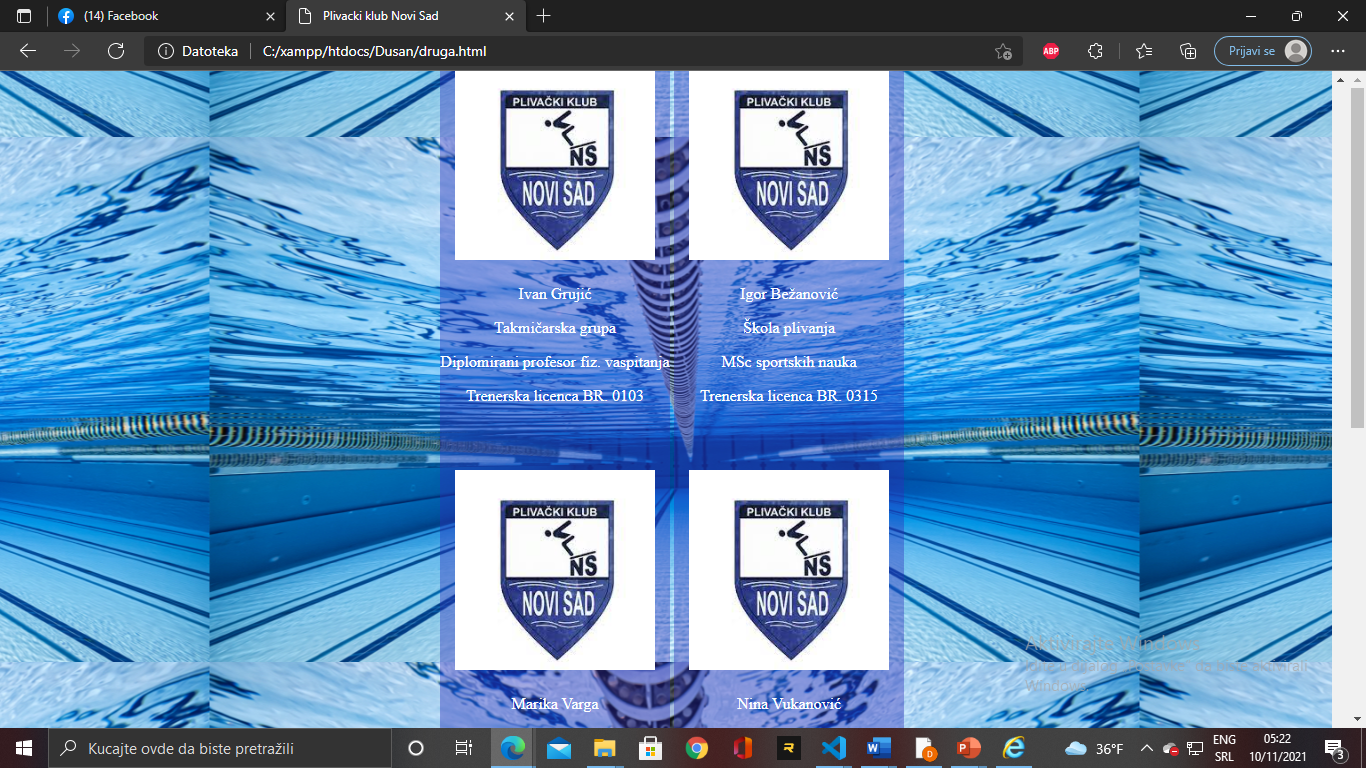 (14) Facebook
Plivacki klub Novi Sad
Datoteka
C:/xampp/htdocs/Dusan/druga.html
ABP
Prijavi se
PLIVAČKI KLUB
NS
NOVI SAD
PLIVAČKI KLUB
NS
NOVI SAD
Ivan Grujić
Takmičarska grupa
Diplomirani profesor fiz. vaspitanja
Trenerska licenca BR. 0103
Igor Bežanović
Škola plivanja
MSc sportskih nauka
Trenerska licenca BR. 0315
PLIVAČKI KLUB
NS
NOVI SAD
PLIVAČKI KLUB
NS
NOVI SAD
Marika Varga
Nina Vukanović
Windows
Kucajte ovde da biste pretražili
36°F
ENG
SRL
05:22
10/11/2021
3